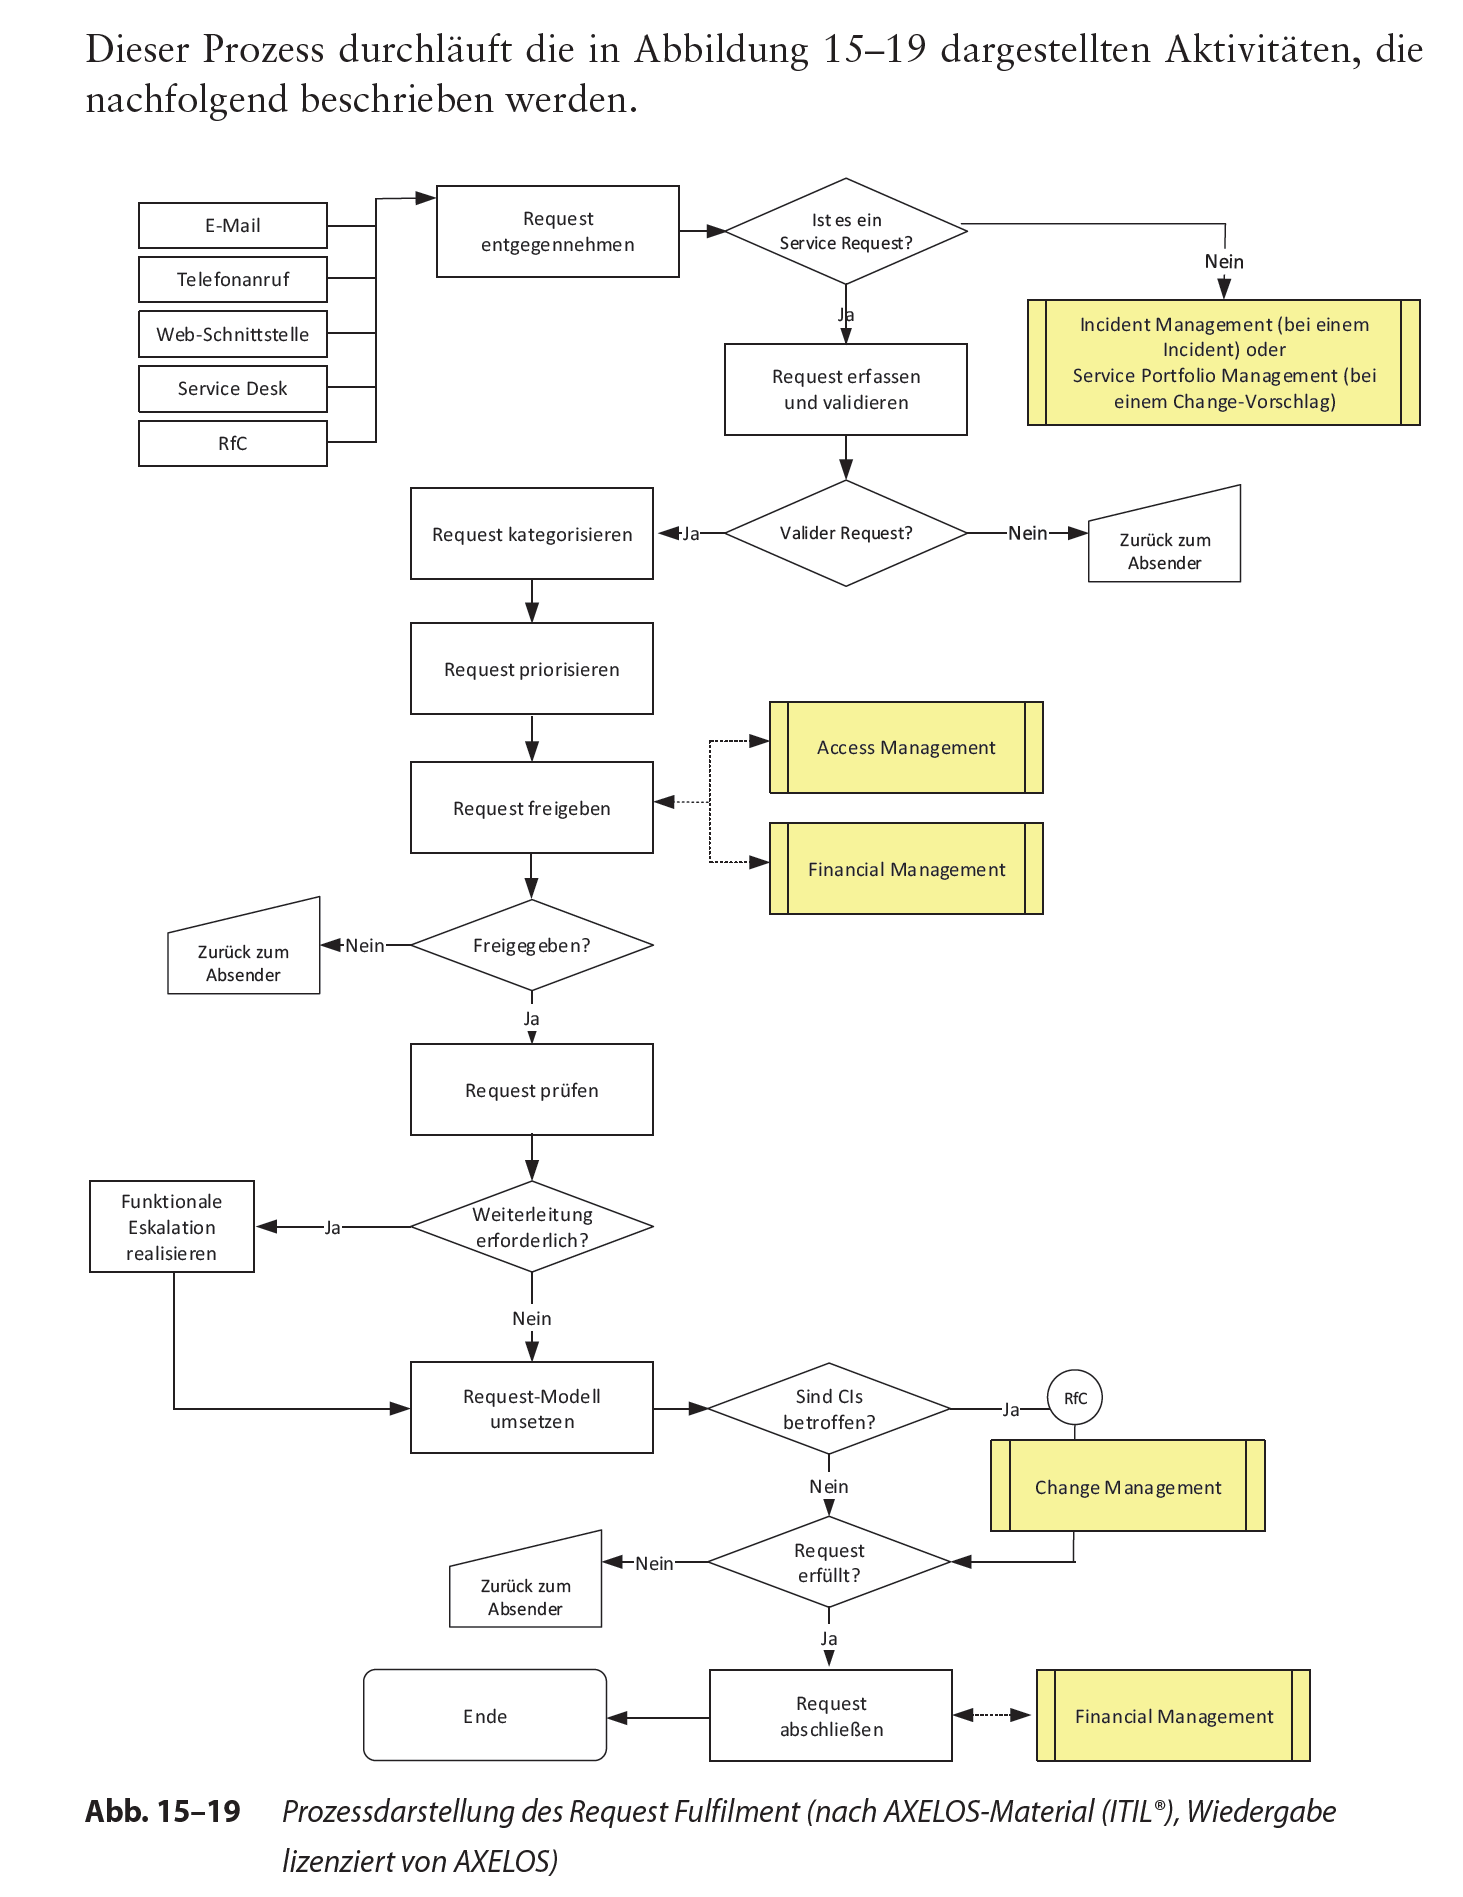 Dieser Prozess durchläuft die in Abbildung 15–19 dargestellten Aktivitäten, die
nachfolgend beschrieben werden.
E-Mail
Telefonanruf
Web-Schnittstelle
Service Desk
RfC
Request
entgegennehmen
Ist es ein
Service Request?
Nein
Ja
Incident Management (bei einem
Incident) oder
Service Portfolio Management (bei
einem Change-Vorschlag)
Request erfassen
und validieren
Request kategorisieren
Ja
Valider Request?
Nein
Zurück zum
Absender
Request priorisieren
Request freigeben
Access Management
Financial Management
Zurück zum
Absender
Nein
Freigegeben?
Ja
Request prüfen
Funktionale
Eskalation
realisieren
Ja
Weiterleitung
erforderlich?
Nein
Request-Modell
umsetzen
Sind CIs
betroffen?
Ja
RfC
Nein
Change Management
Zurück zum
Absender
Nein
Request
erfüllt?
Ja
Ende
Request
abschließen
Financial Management
Abb. 15–19 Prozessdarstellung des Request Fulfilment (nach AXELOS-Material (ITIL®), Wiedergabe
lizenziert von AXELOS)